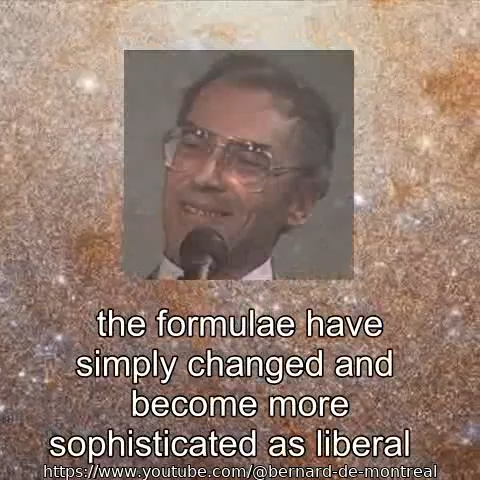 the formulae have
simply changed and
become more
sophisticated as liberal
https://www.youtube.com/@bernard-de-montreal